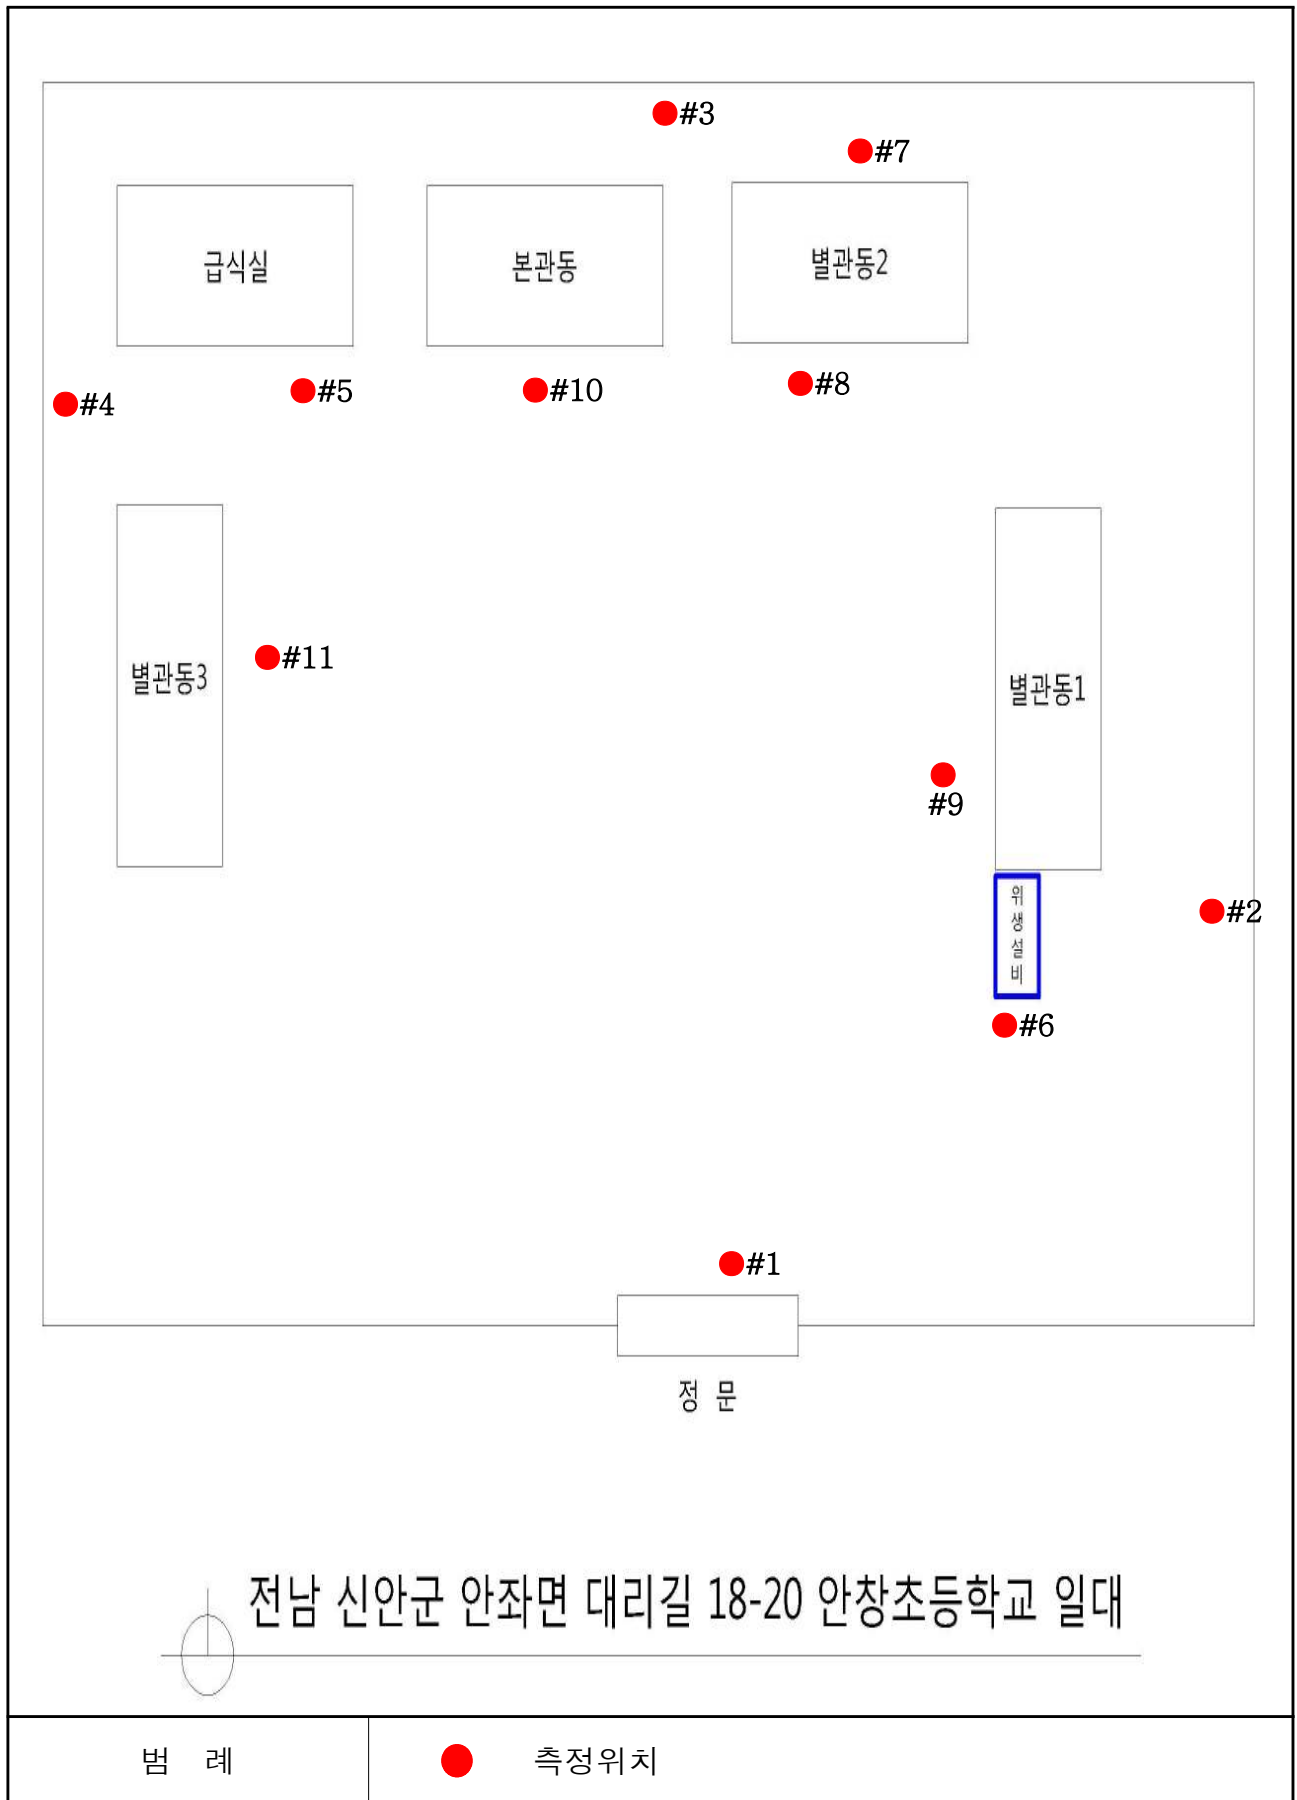 #3
#7
급식실
본관동
별관동2
#4
#5
#10
#8
별관동3
#11
별관동1
#9
위
생
설
비
#2
#6
#1
정 문
전남 신안군 안좌면 대리길 18-20 안창초등학교 일대
범 례
측정위치